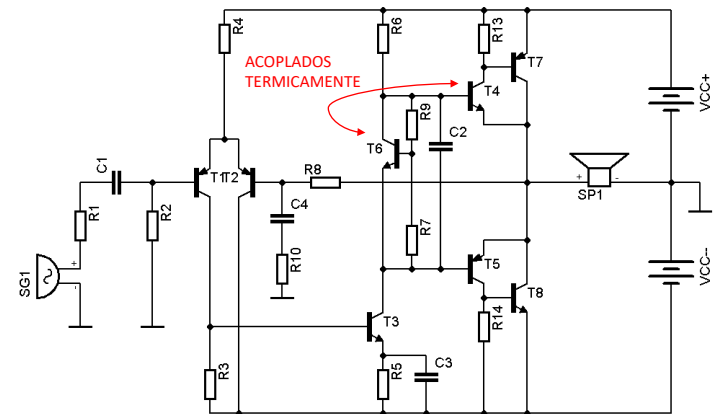 R4
R6
R13
ACOPLADOS
TERMICAMENTE
T7
T4
VCC+
R9
C2
T6
C1
T1
T2
R8
R1
R2
C4
R7
+
-
SP1
R10
T5
VCC--
SG1
+
-
T8
T3
R14
R3
R5
C3